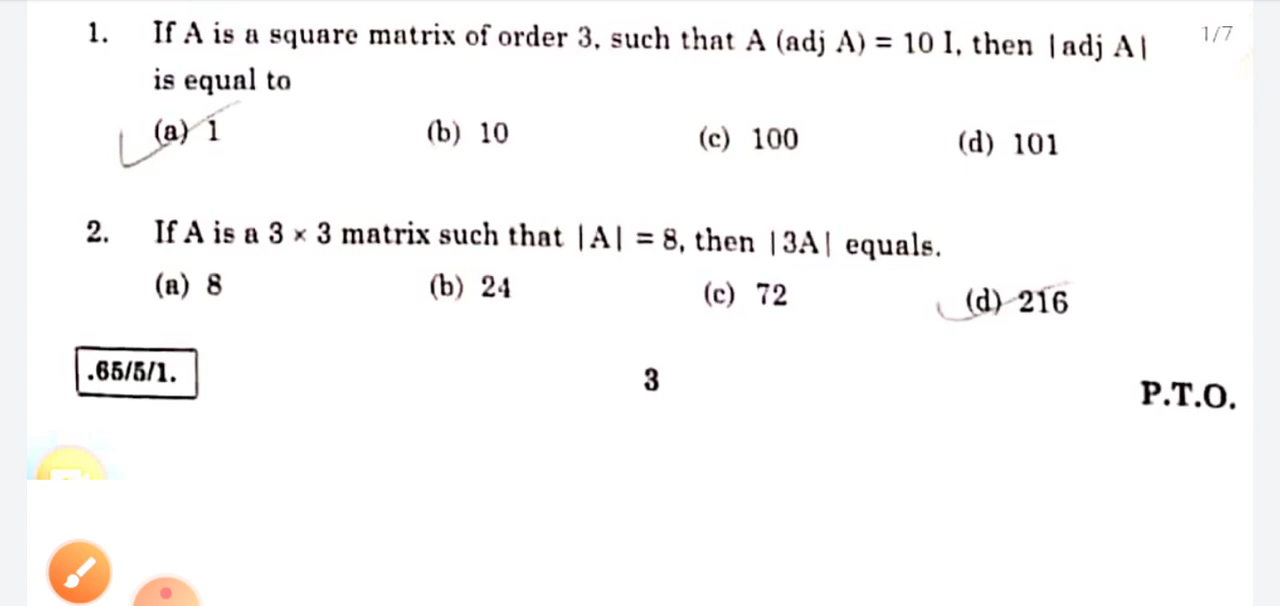 1/7
1. If A is a square matrix of order 3, such that A (adj A) = 10 I, then |adj A|
is equal to
(a) 1 (b) 10 (c) 100 (d) 101
2. If A is a 3 × 3 matrix such that |A| = 8, then |3A| equals.
(a) 8 (b) 24 (c) 72 (d) 216
.65/5/1. 3 P.T.O.